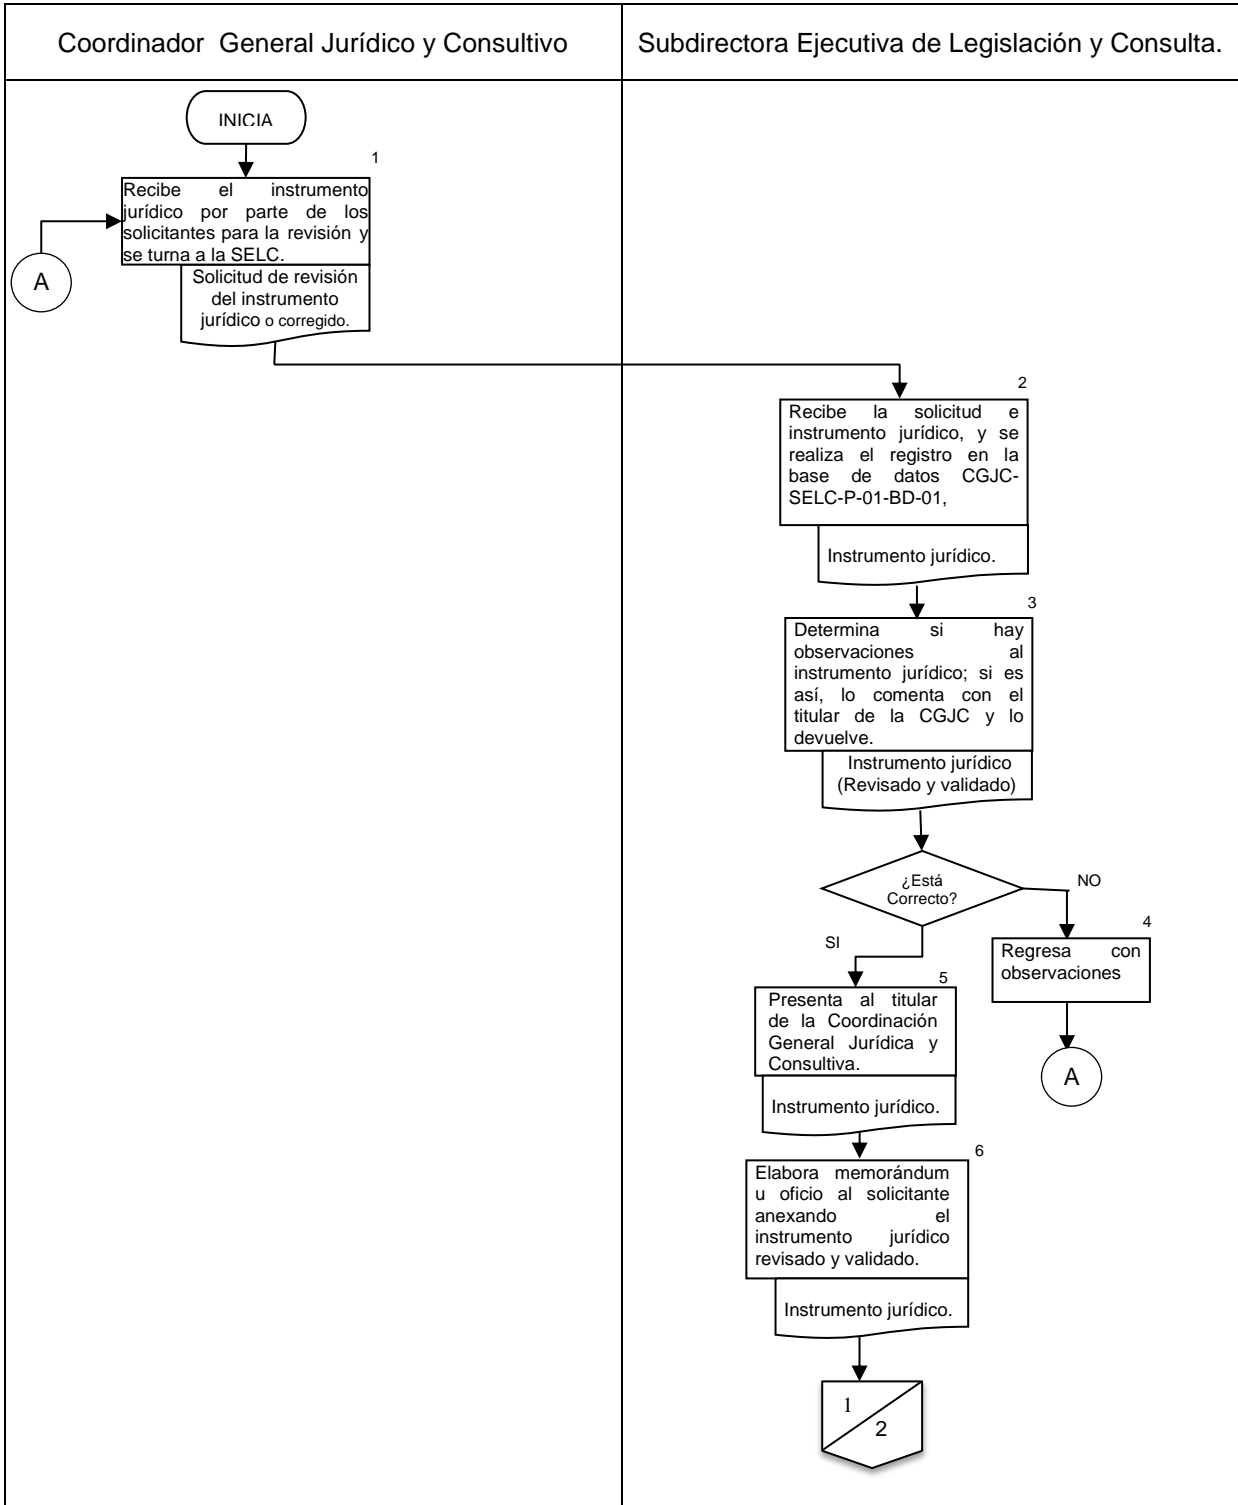 Coordinador General Jurídico y Consultivo
Subdirectora Ejecutiva de Legislación y Consulta.
INICIA
1
Recibe el instrumento
jurídico por parte de los
solicitantes para la revisión y
se turna a la SELC.
A
Solicitud de revisión
del instrumento
jurídico o corregido.
2
Recibe la solicitud e
instrumento jurídico, y se
realiza el registro en la
base de datos CGJC-
SELC-P-01-BD-01,
Instrumento jurídico.
3
Determina si hay
observaciones al
instrumento jurídico; si es
así, lo comenta con el
titular de la CGJC y lo
devuelve.
Instrumento jurídico
(Revisado y validado)
¿Está
Correcto?
NO
SI
4
Regresa con
observaciones
A
5
Presenta al titular
de la Coordinación
General Jurídica y
Consultiva.
Instrumento jurídico.
6
Elabora memorándum
u oficio al solicitante
anexando el
instrumento jurídico
revisado y validado.
Instrumento jurídico.
1
2